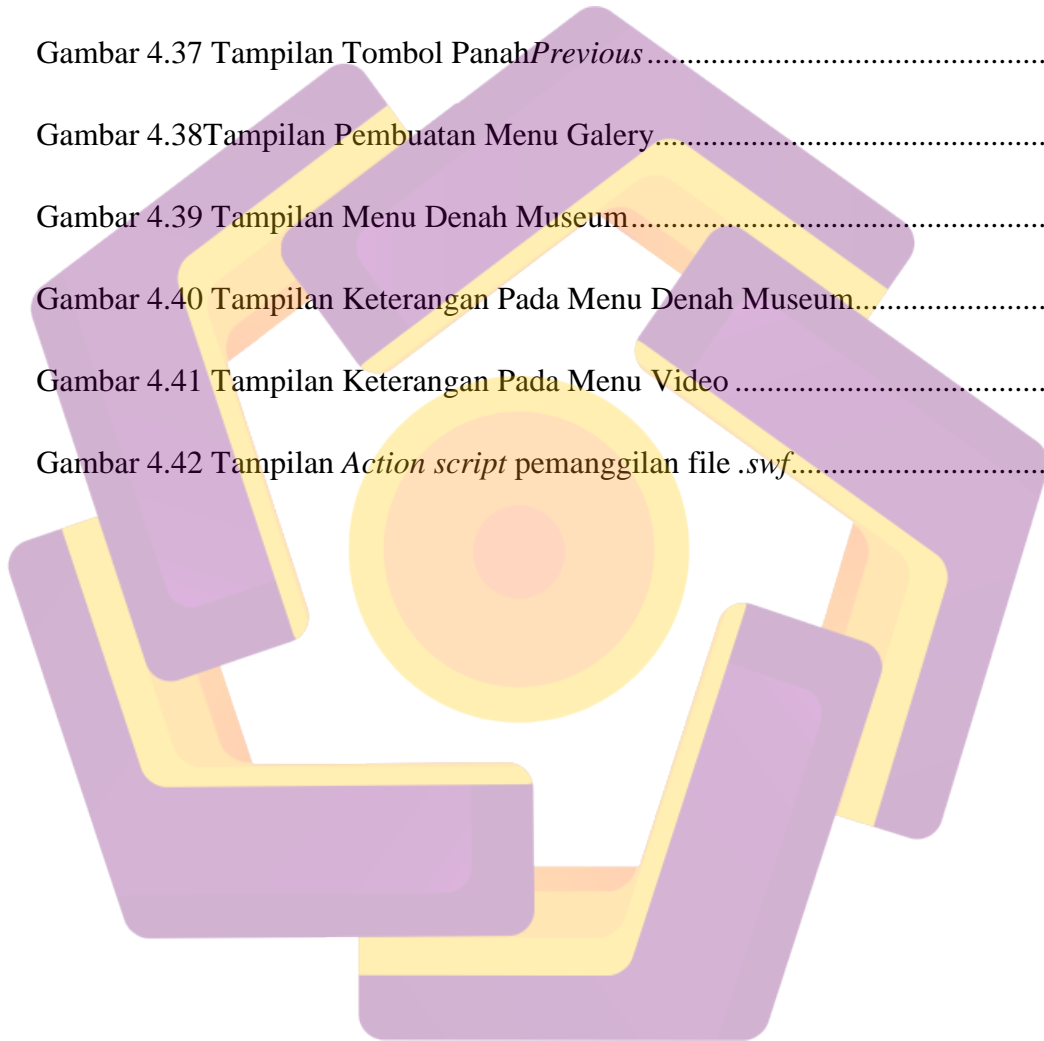 Gambar 4.37 Tampilan Tombol PanahPrevious................................................
Gambar 4.38Tampilan Pembuatan Menu Galery...............................................
Gambar 4.39 Tampilan Menu Denah Museum..................................................
Gambar 4.40 Tampilan Keterangan Pada Menu Denah Museum.......................
Gambar 4.41 Tampilan Keterangan Pada Menu Video ......................................
Gambar 4.42 Tampilan Action script pemanggilan file .swf...............................